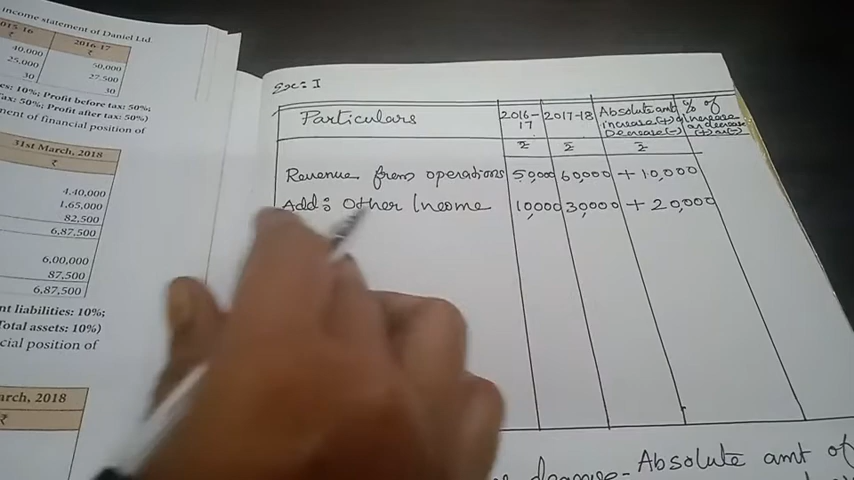 income statement of Daniel Ltd.
2015-16 2016-17
₹ ₹
40,000 50,000
25,000 27,500
30 30
es: 10%; Profit before tax: 50%;
Tax: 50%; Profit after tax: 50%)
ment of financial position of
31st March, 2018
₹
4,40,000
1,65,000
82,500
6,87,500
6,00,000
87,500
6,87,500
nt liabilities: 10%;
Total assets: 10%)
cial position of
arch, 2018
₹
Ex: I
Particulars 2016-17 2017-18 Absolute amt increase(+) or Decrease(-) % of Increase or decrease (+) or (-)
₹ ₹ ₹
Revenue from operations 50,000 60,000 +10,000
Add: Other Income 10,000 30,000 +20,000
Absolute amt of